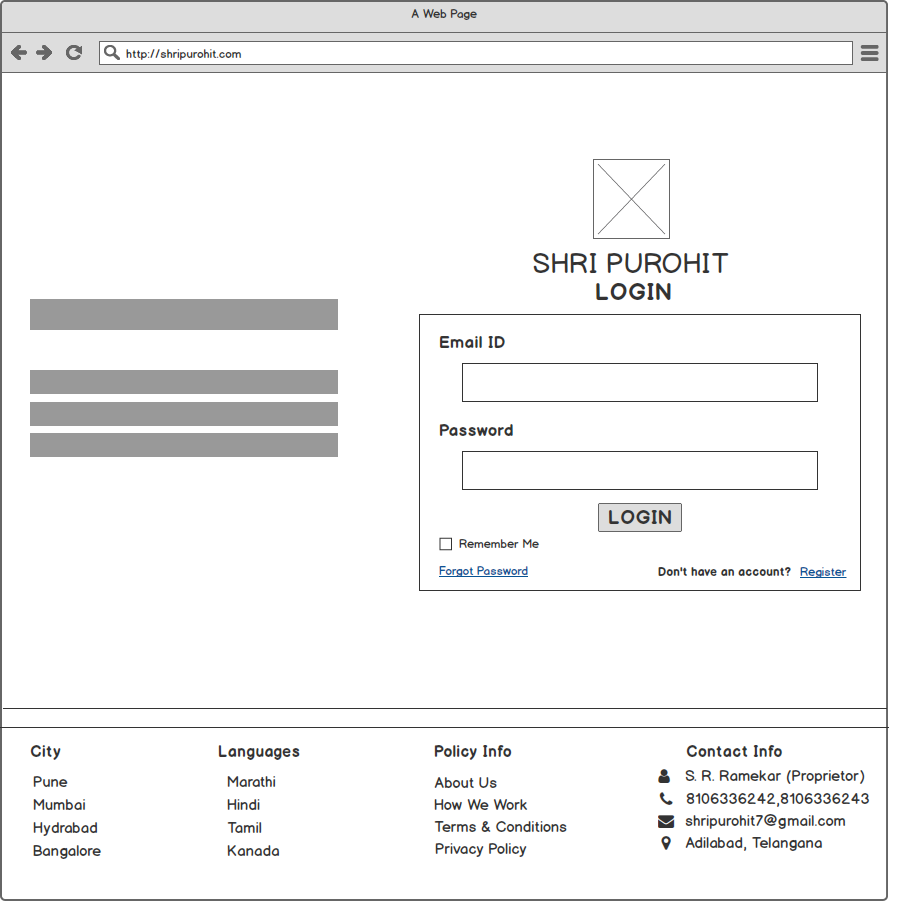 A Web Page
http://shripurohit.com
SHRI PUROHIT
LOGIN
Email ID
Password
LOGIN
Remember Me
Forgot Password
Don't have an account? Register
City
Pune
Mumbai
Hydrabad
Bangalore
Languages
Marathi
Hindi
Tamil
Kanada
Policy Info
About Us
How We Work
Terms & Conditions
Privacy Policy
Contact Info
S. R. Ramekar (Proprietor)
8106336242,8106336243
shripurohit7@gmail.com
Adilabad, Telangana